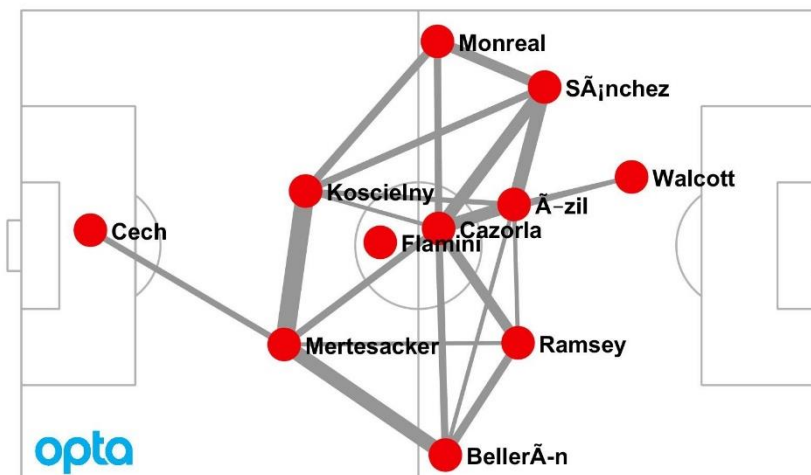 Monreal
SÃ¡nchez
Walcott
Koscielny
Ã–zil
Cech
Cazorla
Flamini
Mertesacker
Ramsey
BellerÃ-n
opta